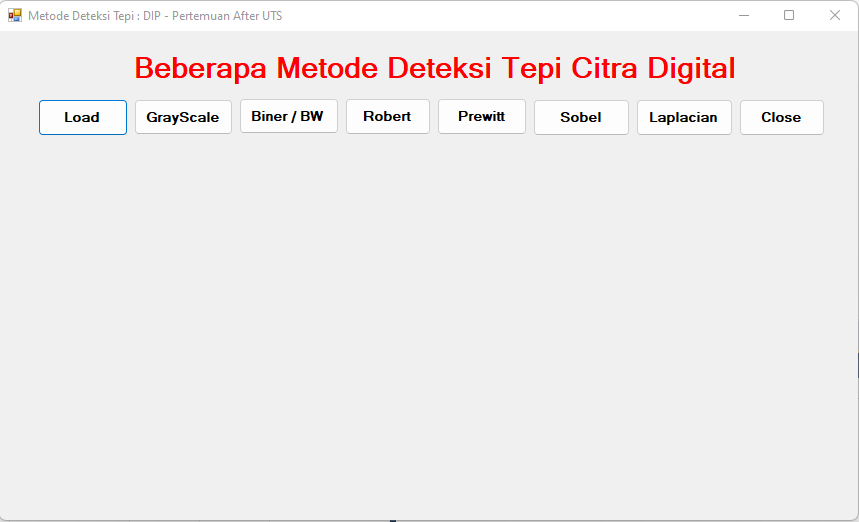 Metode Deteksi Tepi : DIP - Pertemuan After UTS
Beberapa Metode Deteksi Tepi Citra Digital
Load GrayScale Biner / BW Robert Prewitt Sobel Laplacian Close